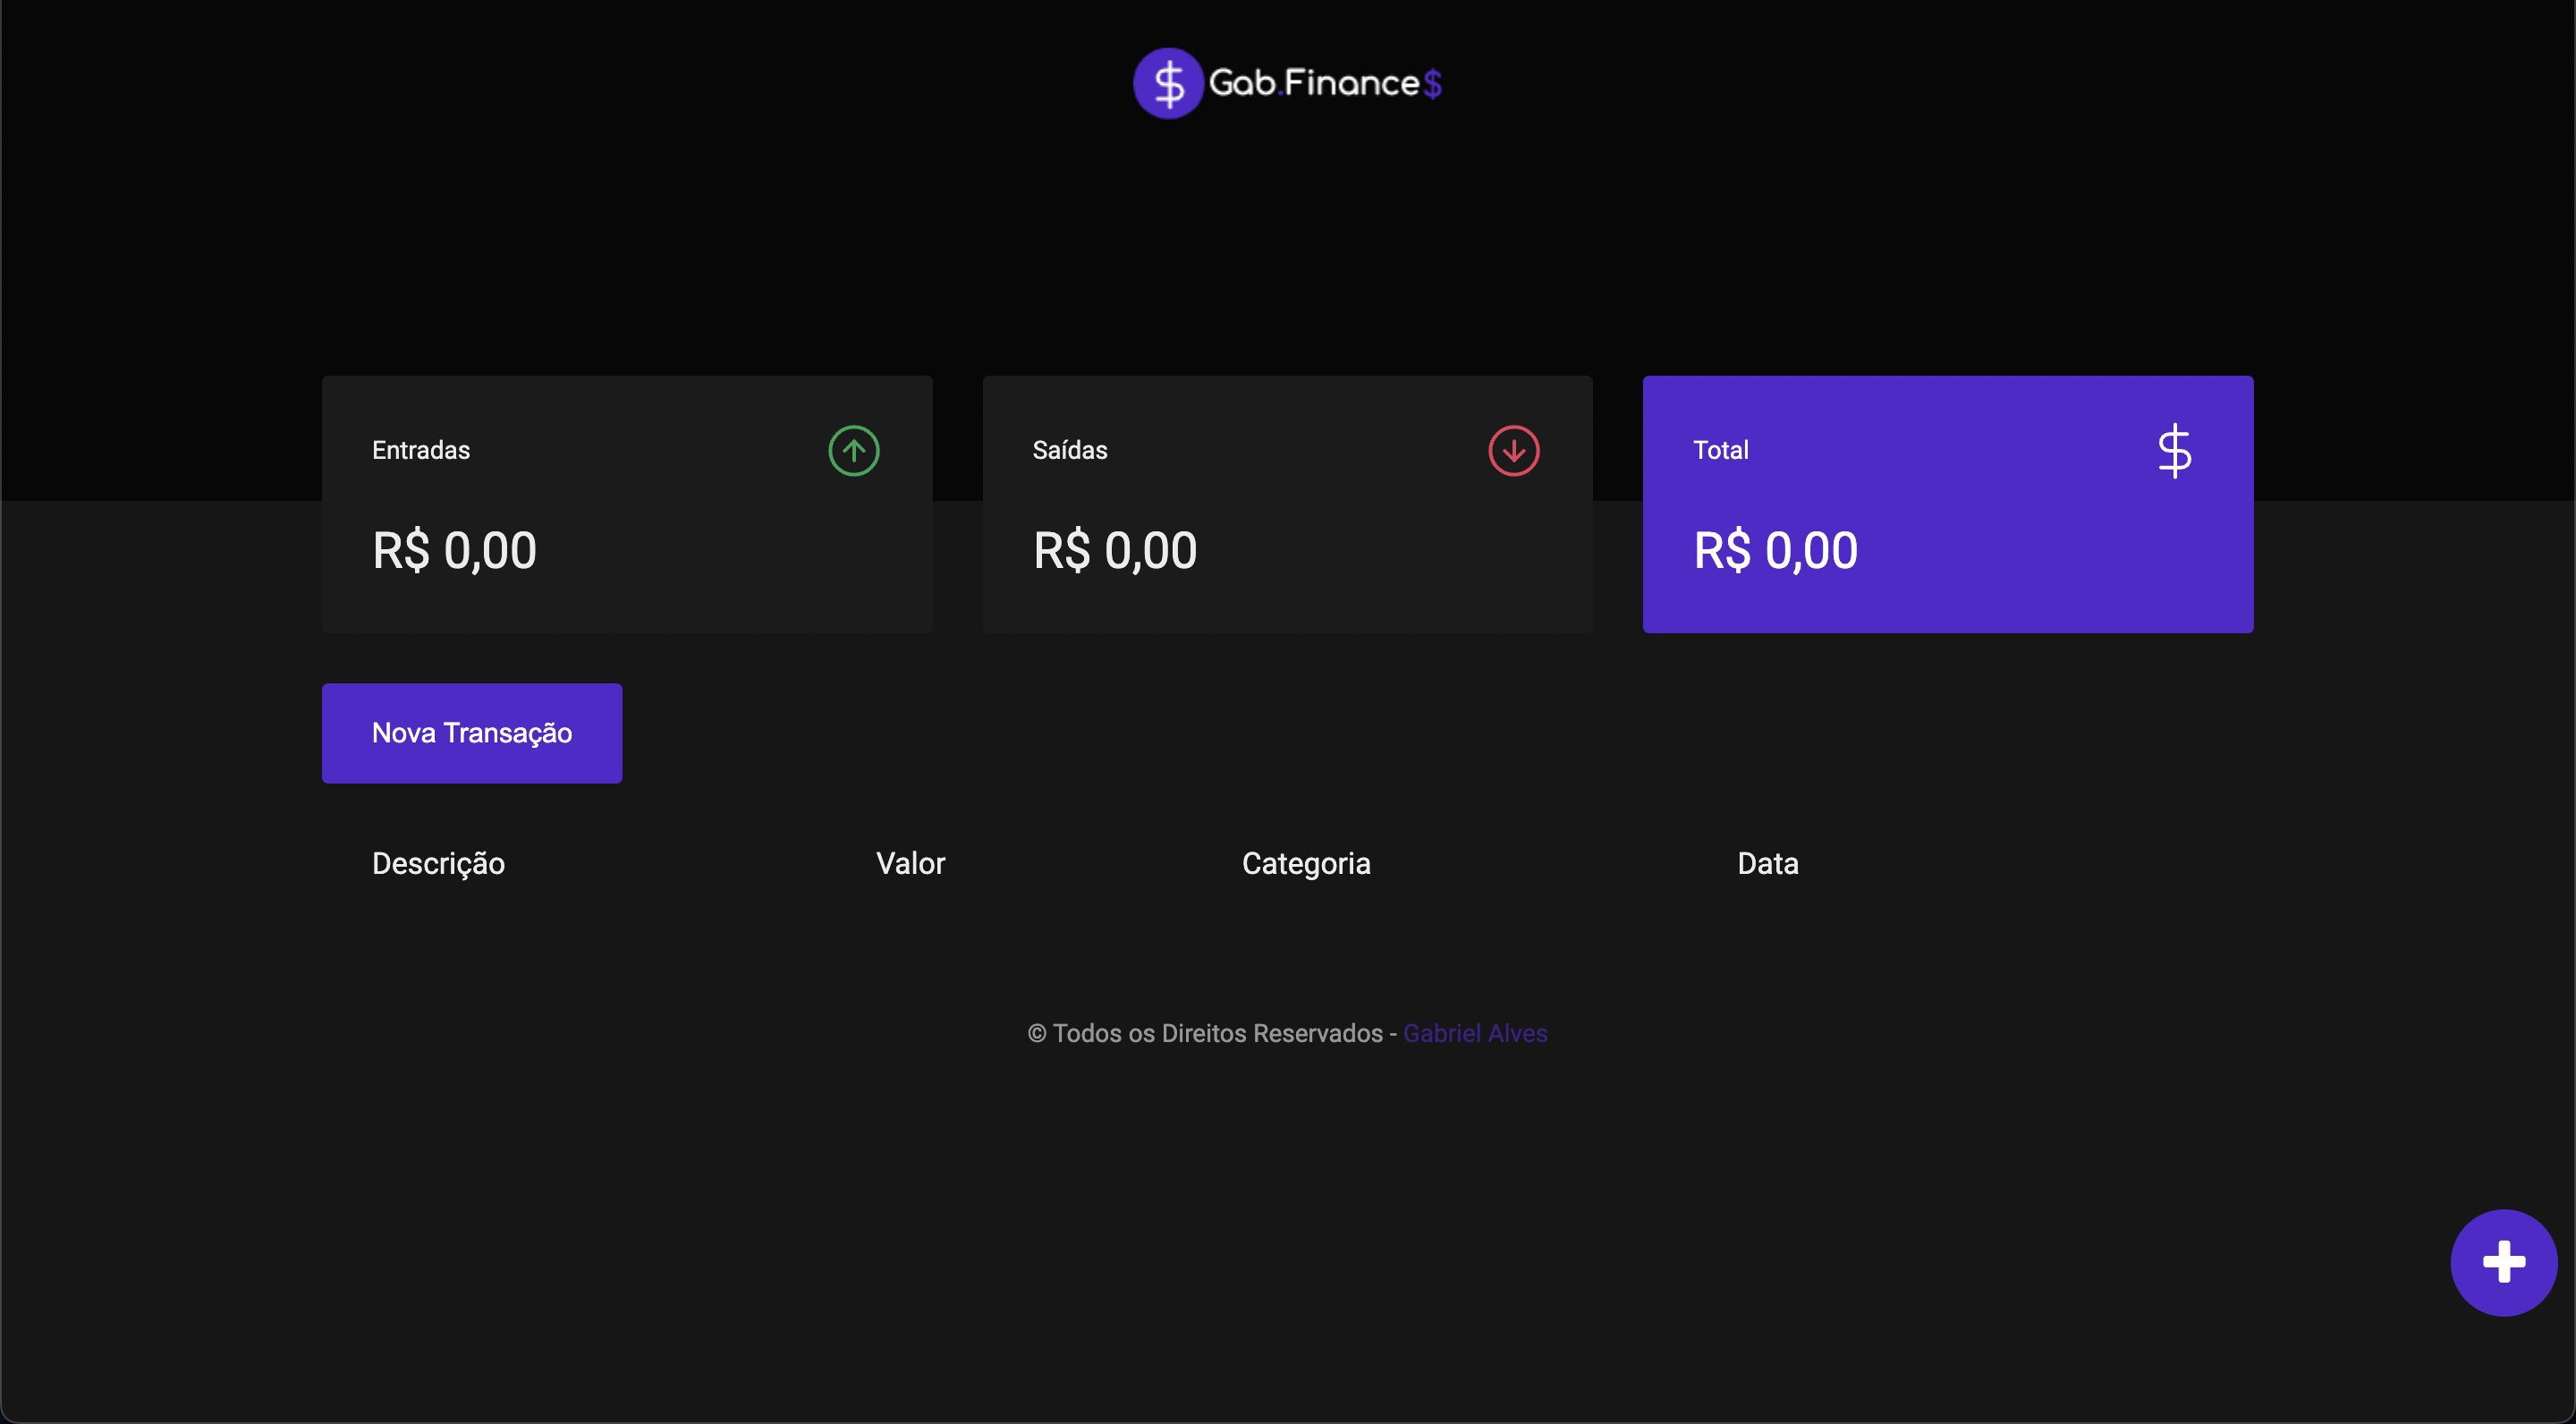 $ Gab.Finance$
Entradas
R$ 0,00
Saídas
R$ 0,00
Total
$
R$ 0,00
Nova Transação
Descrição Valor Categoria Data
© Todos os Direitos Reservados - Gabriel Alves